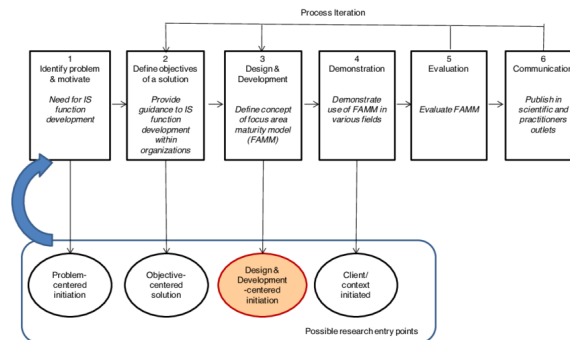 Process Iteration
1
Identify problem
& motivate
Need for IS
function
development
2
Define objectives
of a solution
Provide
guidance to IS
function
development
within
organizations
3
Design &
Development
Define concept
of focus area
maturity model
(FAMM)
4
Demonstration
Demonstrate
use of FAMM in
various fields
5
Evaluation
Evaluate FAMM
6
Communication
Publish in
scientific and
practitioners
outlets
Problem-
centered
initiation
Objective-
centered
solution
Design &
Development
-centered
initiation
Client/
context
initiated
Possible research entry points